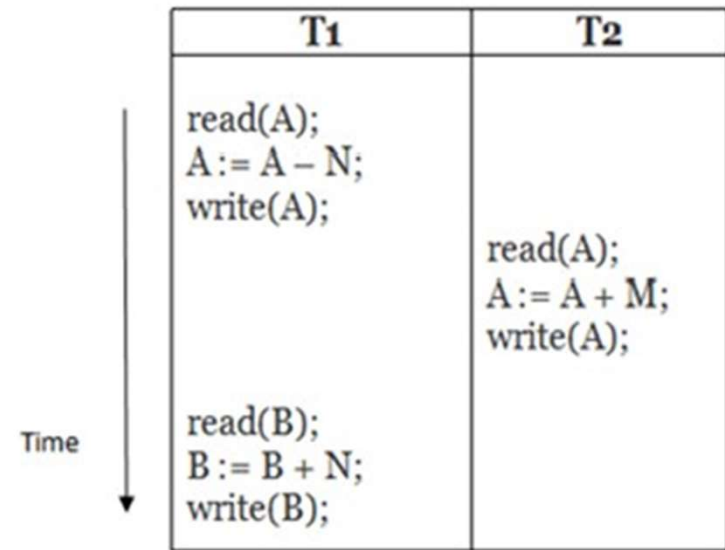 T1 T2
read(A);
A := A – N;
write(A);
read(A);
A := A + M;
write(A);
read(B);
B := B + N;
write(B);
Time